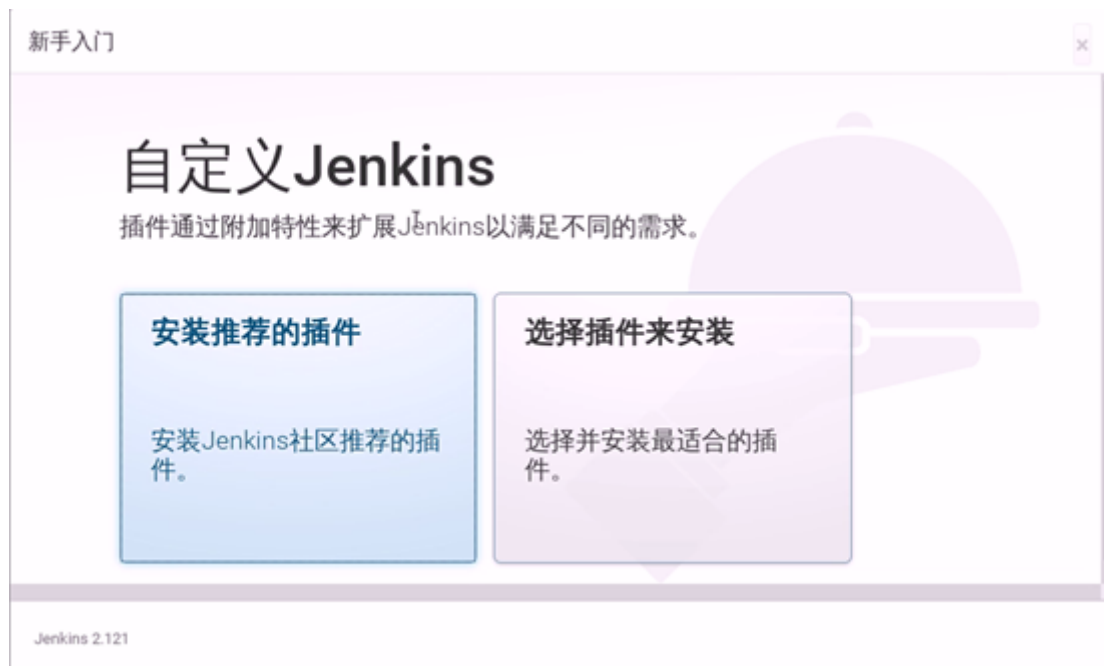 新手入门
×
自定义Jenkins
插件通过附加特性来扩展Jenkins以满足不同的需求。
安装推荐的插件
安装Jenkins社区推荐的插
件。
选择插件来安装
选择并安装最适合的插
件。
Jenkins 2.121